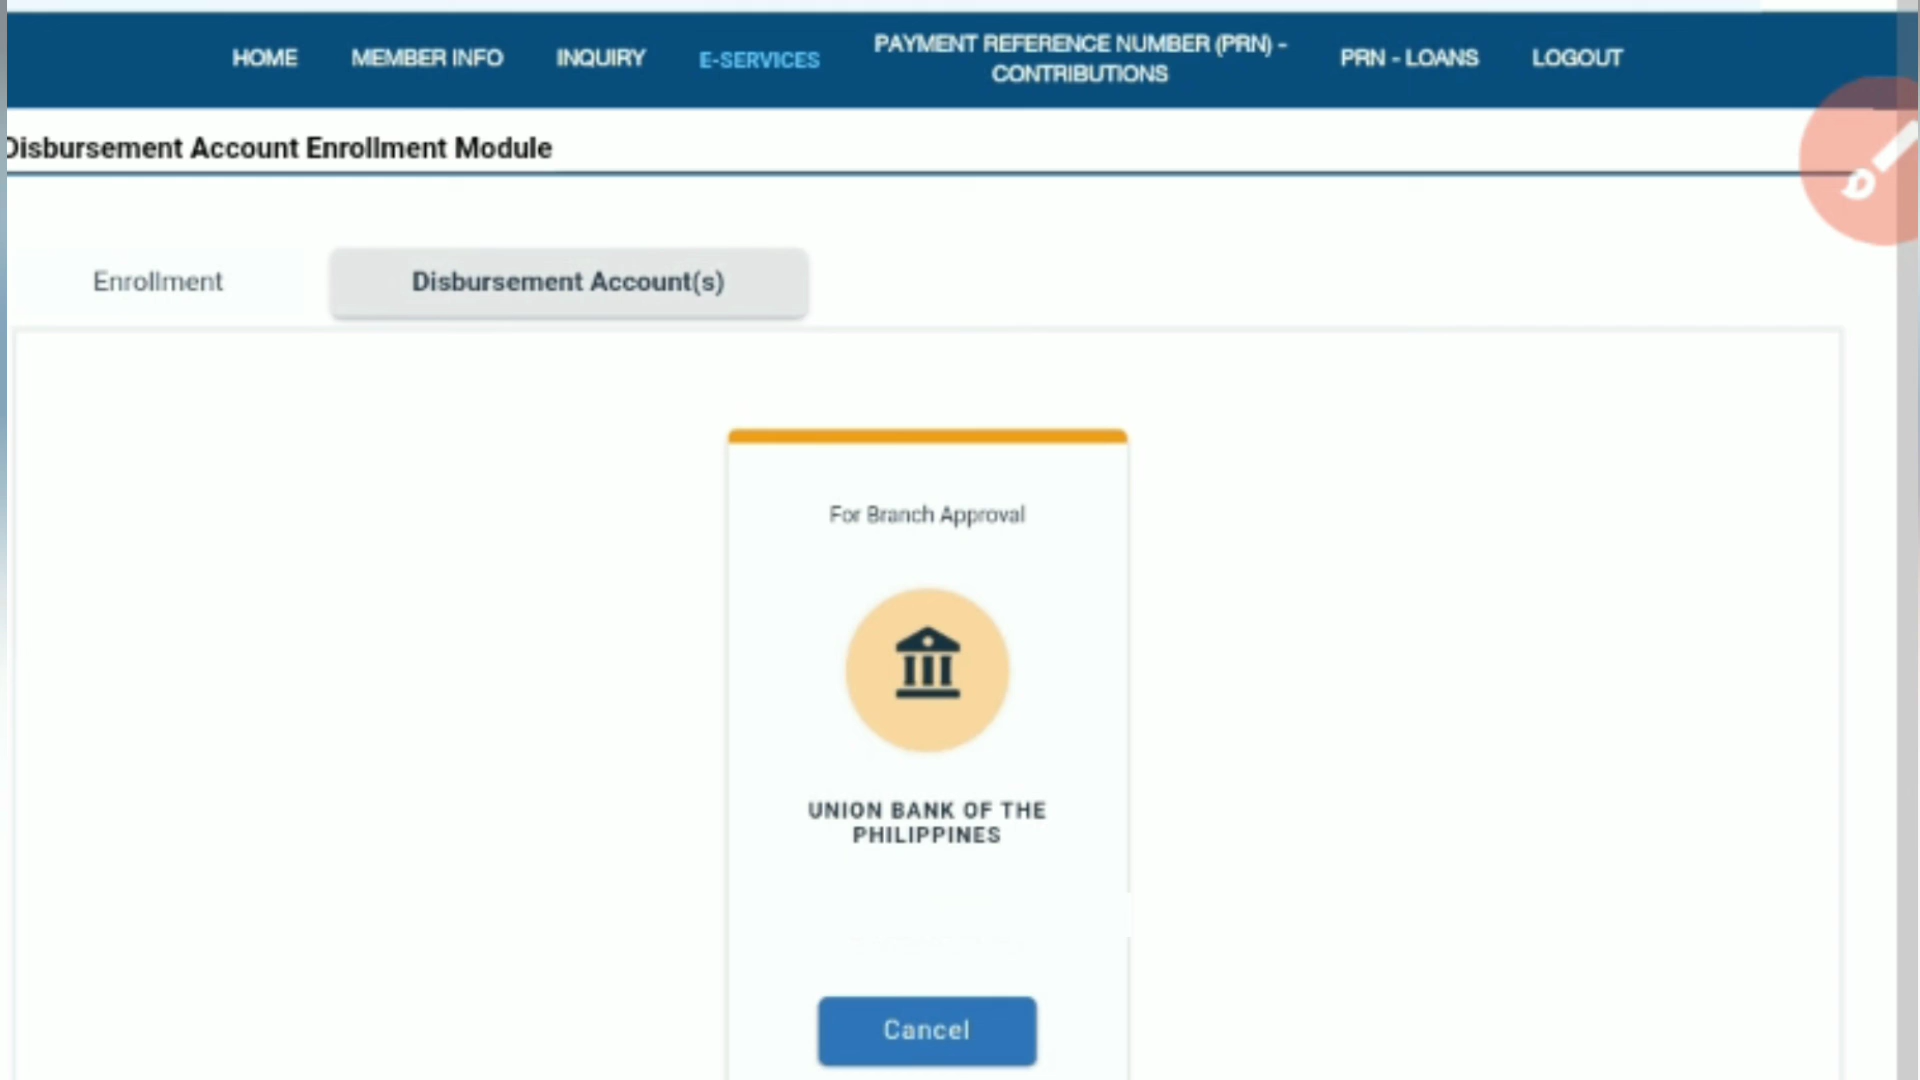 HOME
MEMBER INFO
INQUIRY
E-SERVICES
PAYMENT REFERENCE NUMBER (PRN) -
CONTRIBUTIONS
PRN - LOANS
LOGOUT
Disbursement Account Enrollment Module
Enrollment
Disbursement Account(s)
For Branch Approval
UNION BANK OF THE
PHILIPPINES
Cancel